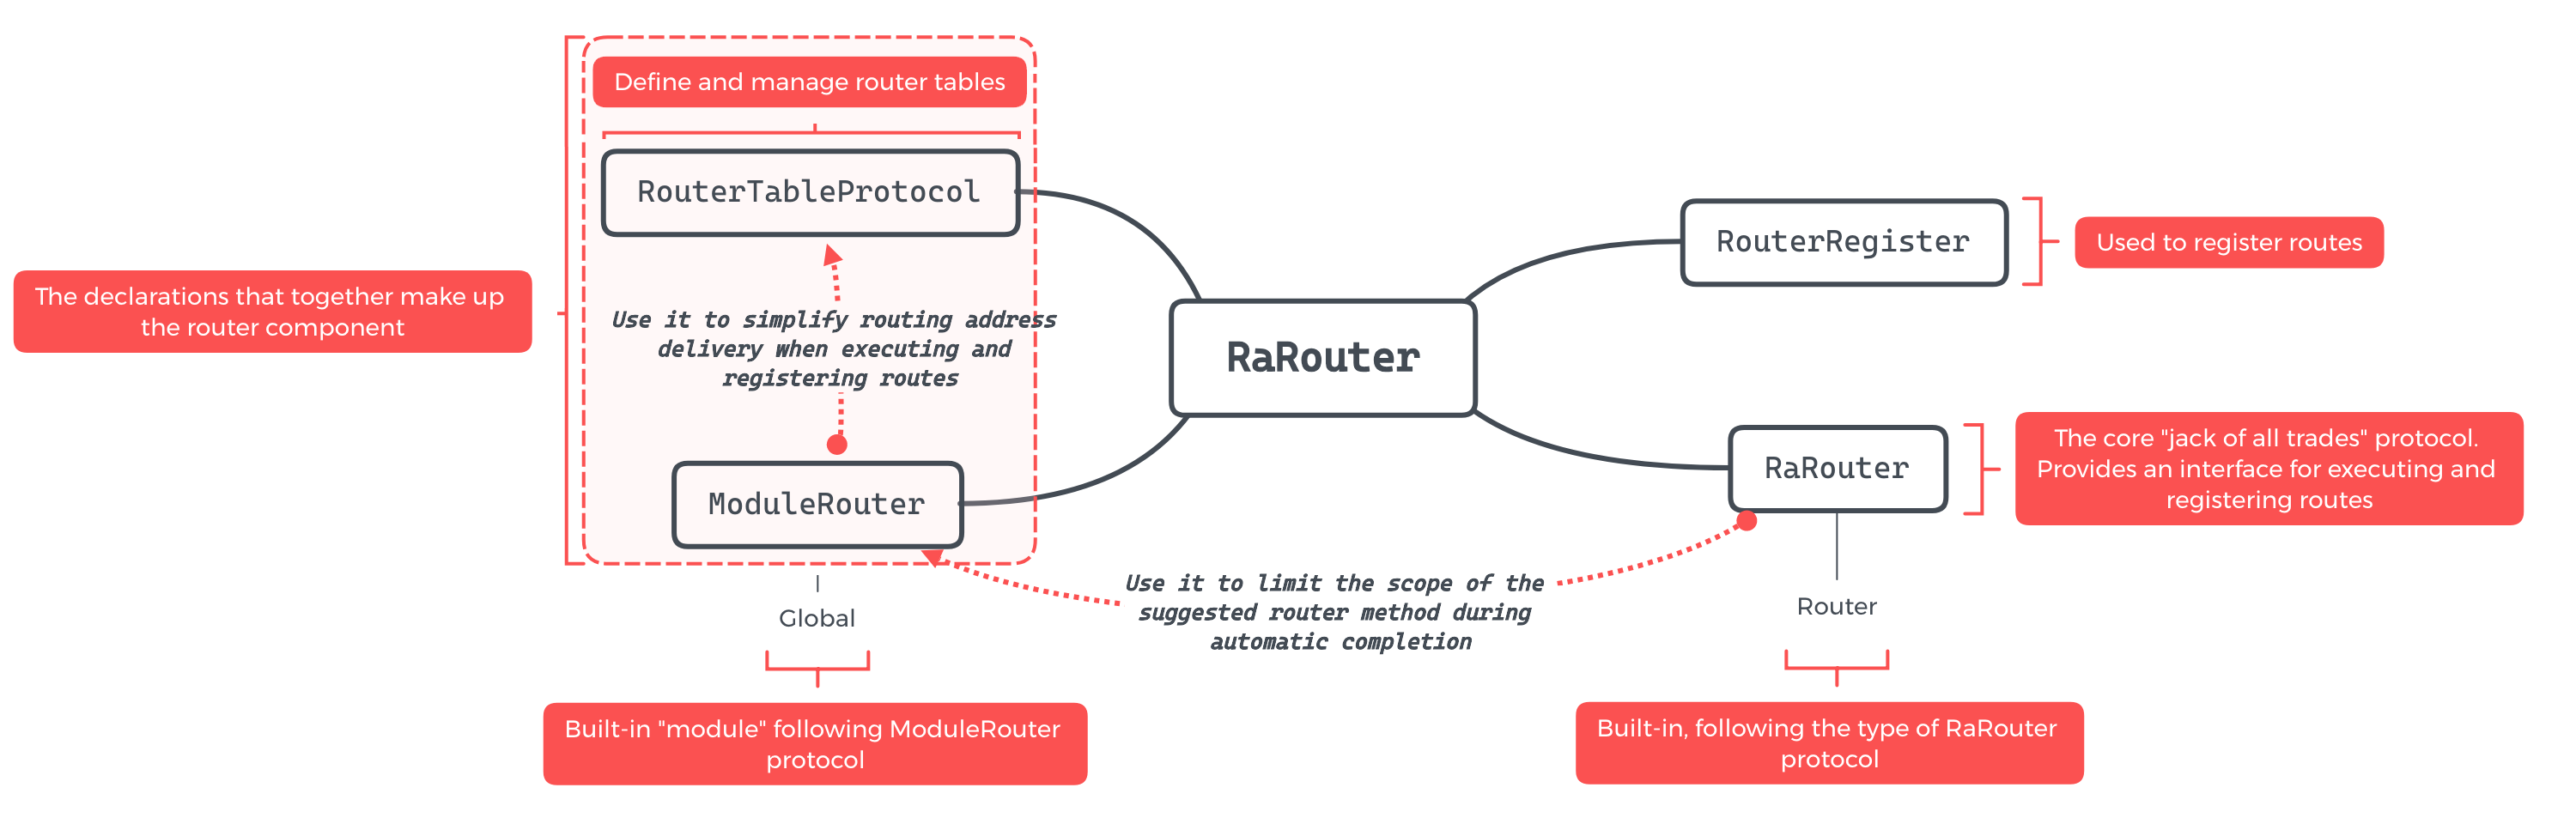 Define and manage router tables
RouterTableProtocol
The declarations that together make up
the router component
Use it to simplify routing address
delivery when executing and
registering routes
ModuleRouter
Global
Built-in "module" following ModuleRouter
protocol
RaRouter
Use it to limit the scope of the
suggested router method during
automatic completion
RouterRegister
Used to register routes
RaRouter
The core "jack of all trades" protocol.
Provides an interface for executing and
registering routes
Router
Built-in, following the type of RaRouter
protocol